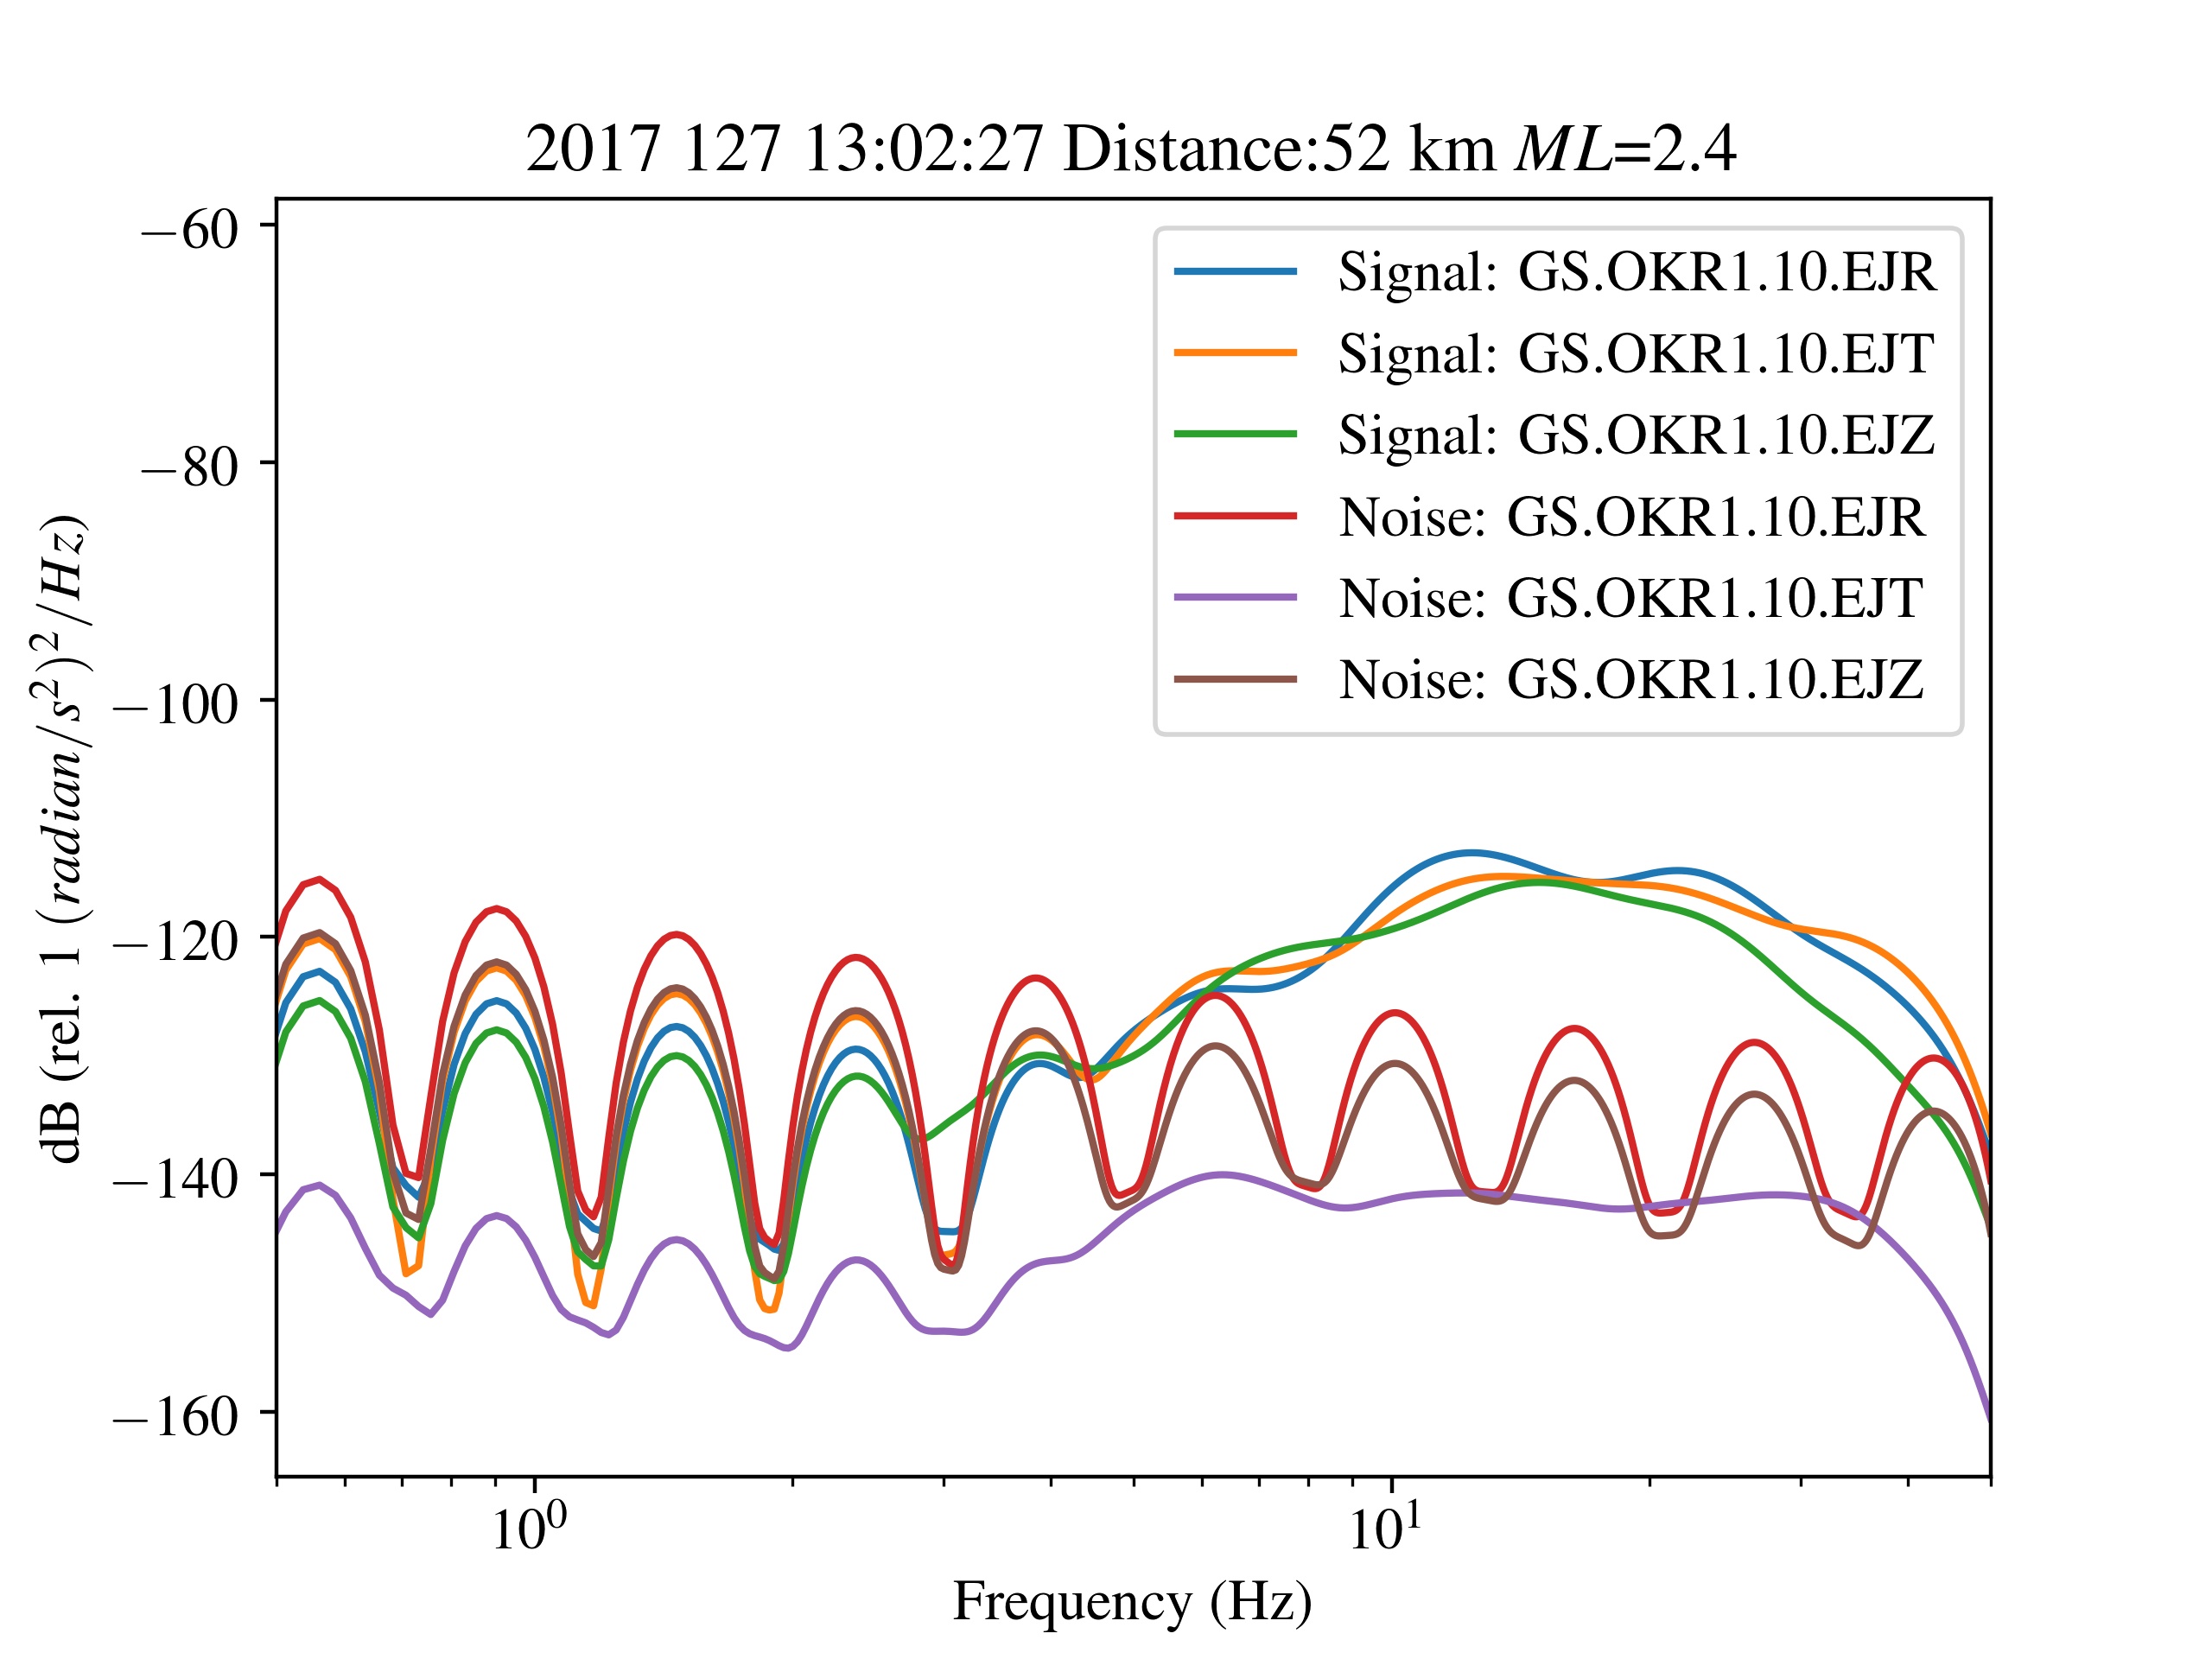 2017 127 13:02:27 Distance:52 km ML=2.4
dB (rel. 1 (radian/s²)²/Hz)
−60
−80
−100
−120
−140
−160
Signal: GS.OKR1.10.EJR
Signal: GS.OKR1.10.EJT
Signal: GS.OKR1.10.EJZ
Noise: GS.OKR1.10.EJR
Noise: GS.OKR1.10.EJT
Noise: GS.OKR1.10.EJZ
10⁰ 10¹
Frequency (Hz)